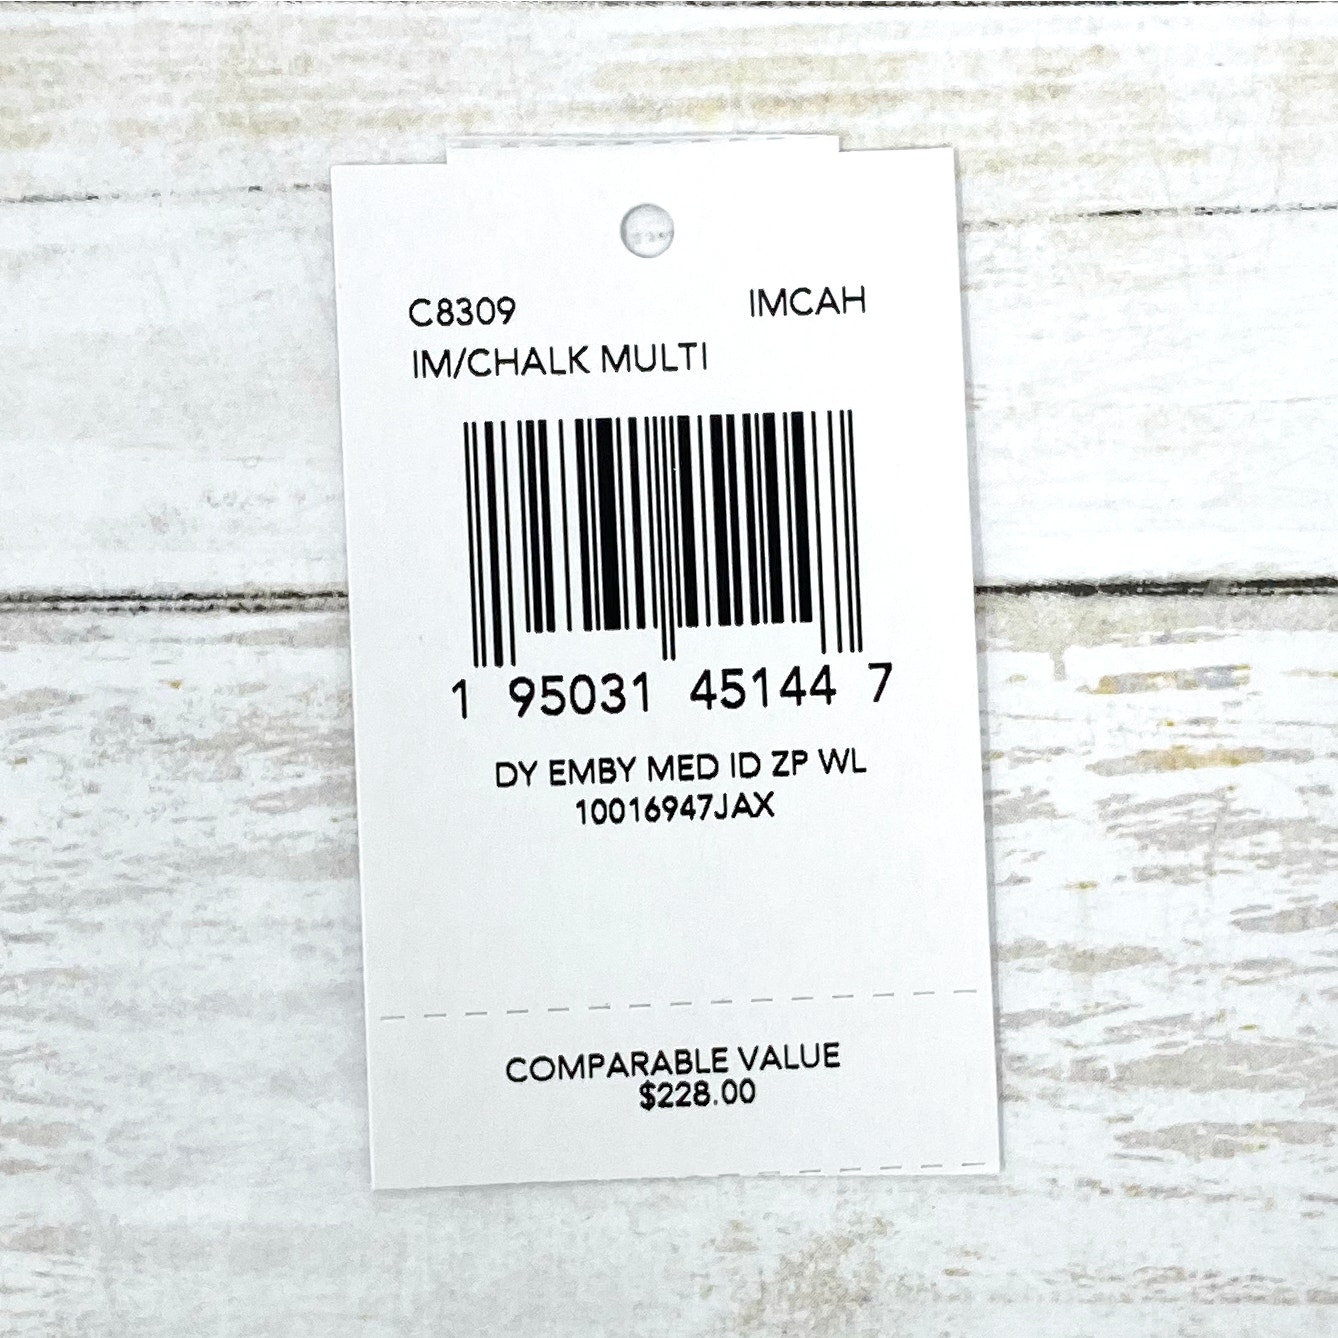 C8309 IMCAH
IM/CHALK MULTI
1 95031 45144 7
DY EMBY MED ID ZP WL
10016947JAX
COMPARABLE VALUE
$228.00